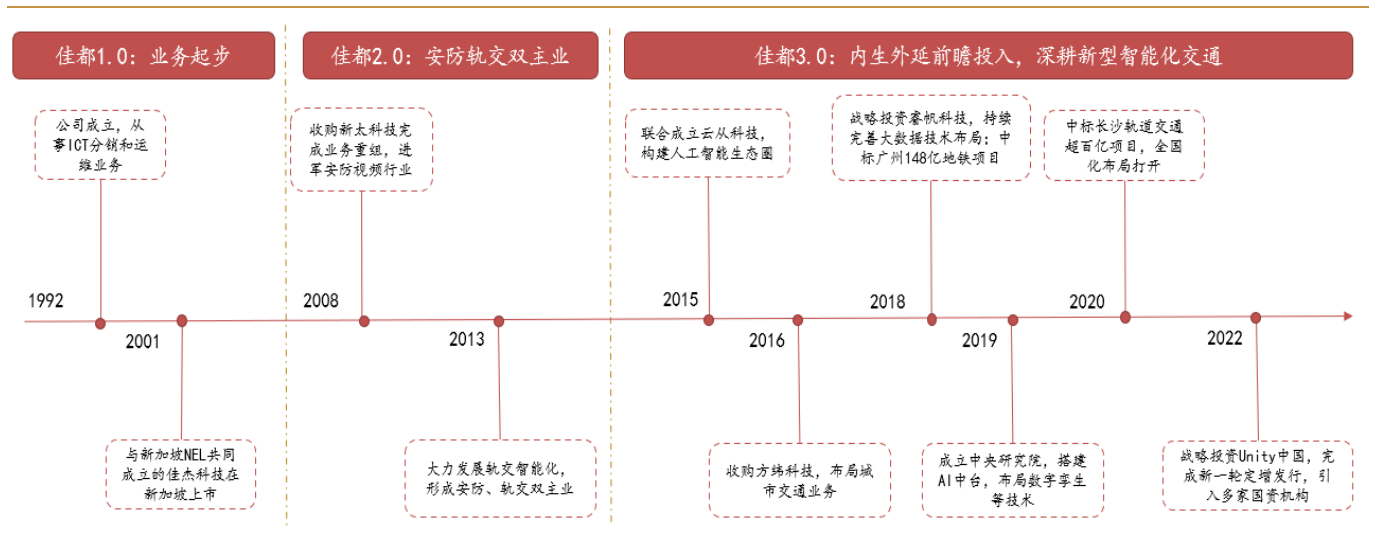 佳都1.0：业务起步
佳都2.0：安防轨交双主业
佳都3.0：内生外延前瞻投入，深耕新型智能化交通
公司成立，从
事ICT分销和运
维业务
收购新太科技完
成业务重组，进
军安防视频行业
联合成立云从科技，
构建人工智能生态圈
战略投资睿帆科技，持续
完善大数据技术布局；中
标广州148亿地铁项目
中标长沙轨道交通
超百亿项目，全国
化布局打开
1992
2008
2015
2018
2020
2001
2013
2016
2019
2022
与新加坡NEL共同
成立的佳杰科技在
新加坡上市
大力发展轨交智能化，
形成安防、轨交双主业
收购方纬科技，布局城
市交通业务
成立中央研究院，搭建
AI中台，布局数字孪生
等技术
战略投资Unity中国，完
成新一轮定增发行，引
入多家国资机构